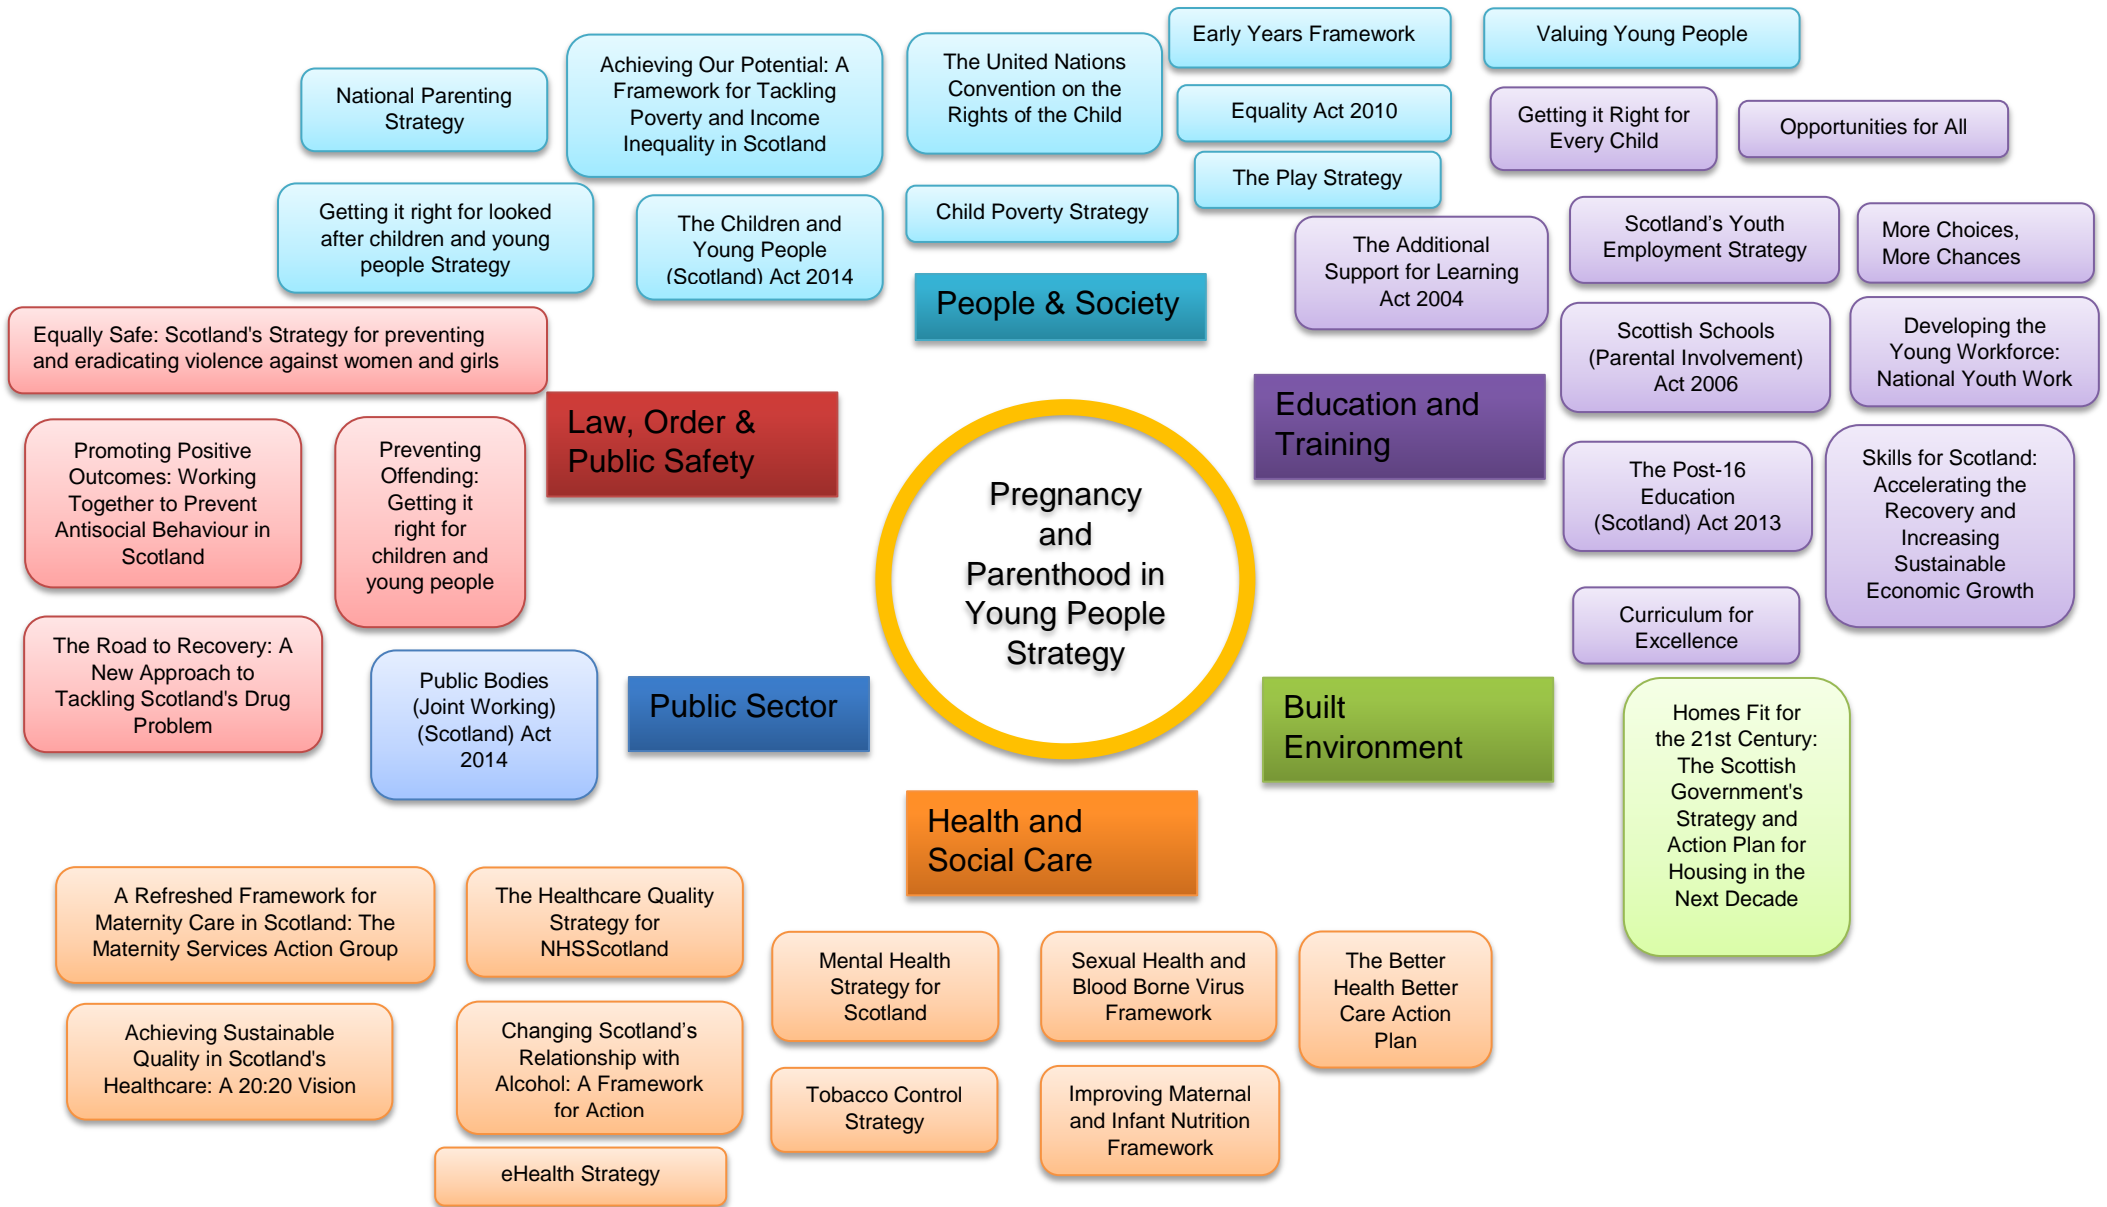 National Parenting
Strategy
Achieving Our Potential: A
Framework for Tackling
Poverty and Income
Inequality in Scotland
The United Nations
Convention on the
Rights of the Child
Early Years Framework
Valuing Young People
Equality Act 2010
Getting it Right for
Every Child
Opportunities for All
The Play Strategy
Getting it right for looked
after children and young
people Strategy
The Children and
Young People
(Scotland) Act 2014
Child Poverty Strategy
The Additional
Support for Learning
Act 2004
Scotland’s Youth
Employment Strategy
More Choices,
More Chances
People & Society
Equally Safe: Scotland's Strategy for preventing
and eradicating violence against women and girls
Scottish Schools
(Parental Involvement)
Act 2006
Developing the
Young Workforce:
National Youth Work
Law, Order &
Public Safety
Education and
Training
Promoting Positive
Outcomes: Working
Together to Prevent
Antisocial Behaviour in
Scotland
Preventing
Offending:
Getting it
right for
children and
young people
Pregnancy
and
Parenthood in
Young People
Strategy
The Post-16
Education
(Scotland) Act 2013
Skills for Scotland:
Accelerating the
Recovery and
Increasing
Sustainable
Economic Growth
Curriculum for
Excellence
The Road to Recovery: A
New Approach to
Tackling Scotland's Drug
Problem
Public Bodies
(Joint Working)
(Scotland) Act
2014
Public Sector
Built
Environment
Homes Fit for
the 21st Century:
The Scottish
Government's
Strategy and
Action Plan for
Housing in the
Next Decade
Health and
Social Care
A Refreshed Framework for
Maternity Care in Scotland: The
Maternity Services Action Group
The Healthcare Quality
Strategy for
NHSScotland
Mental Health
Strategy for
Scotland
Sexual Health and
Blood Borne Virus
Framework
The Better
Health Better
Care Action
Plan
Achieving Sustainable
Quality in Scotland's
Healthcare: A 20:20 Vision
Changing Scotland’s
Relationship with
Alcohol: A Framework
for Action
Tobacco Control
Strategy
Improving Maternal
and Infant Nutrition
Framework
eHealth Strategy